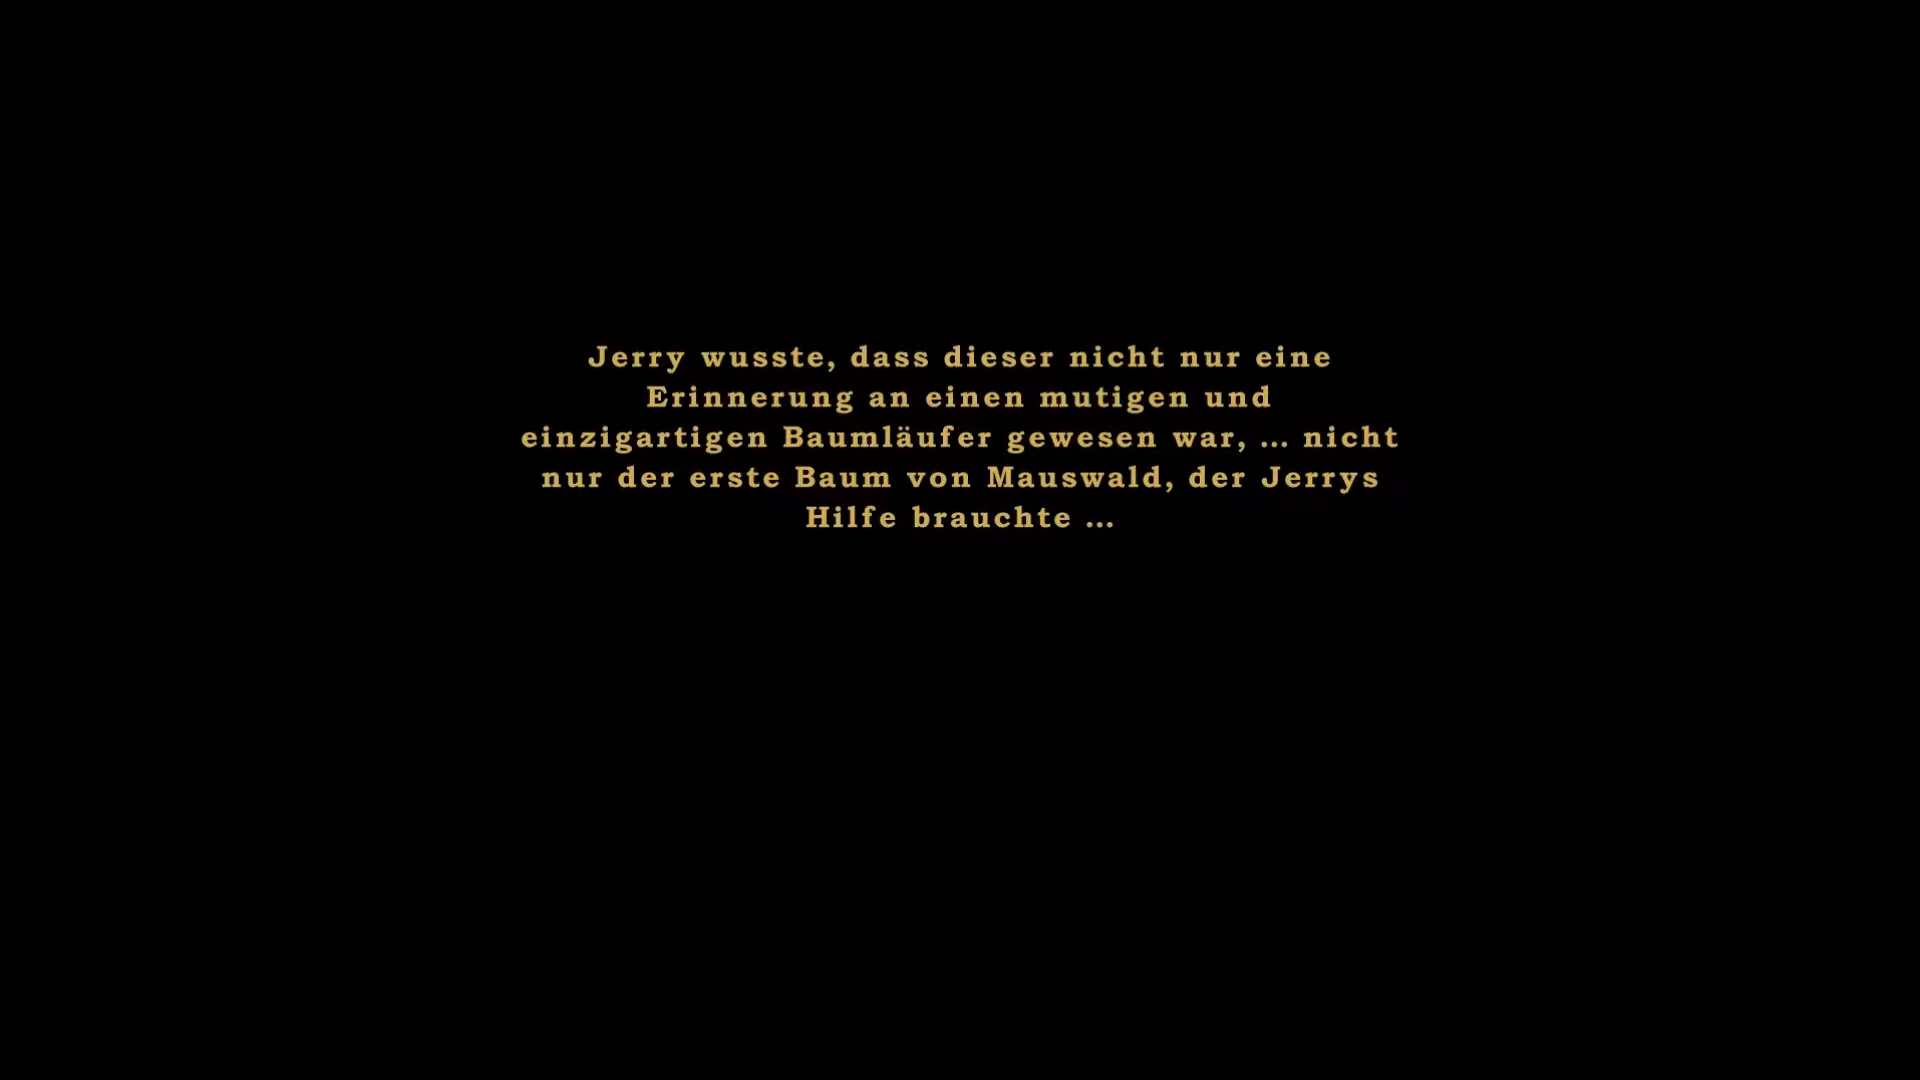 Jerry wusste, dass dieser nicht nur eine
Erinnerung an einen mutigen und
einzigartigen Baumläufer gewesen war, ... nicht
nur der erste Baum von Mauswald, der Jerrys
Hilfe brauchte ...